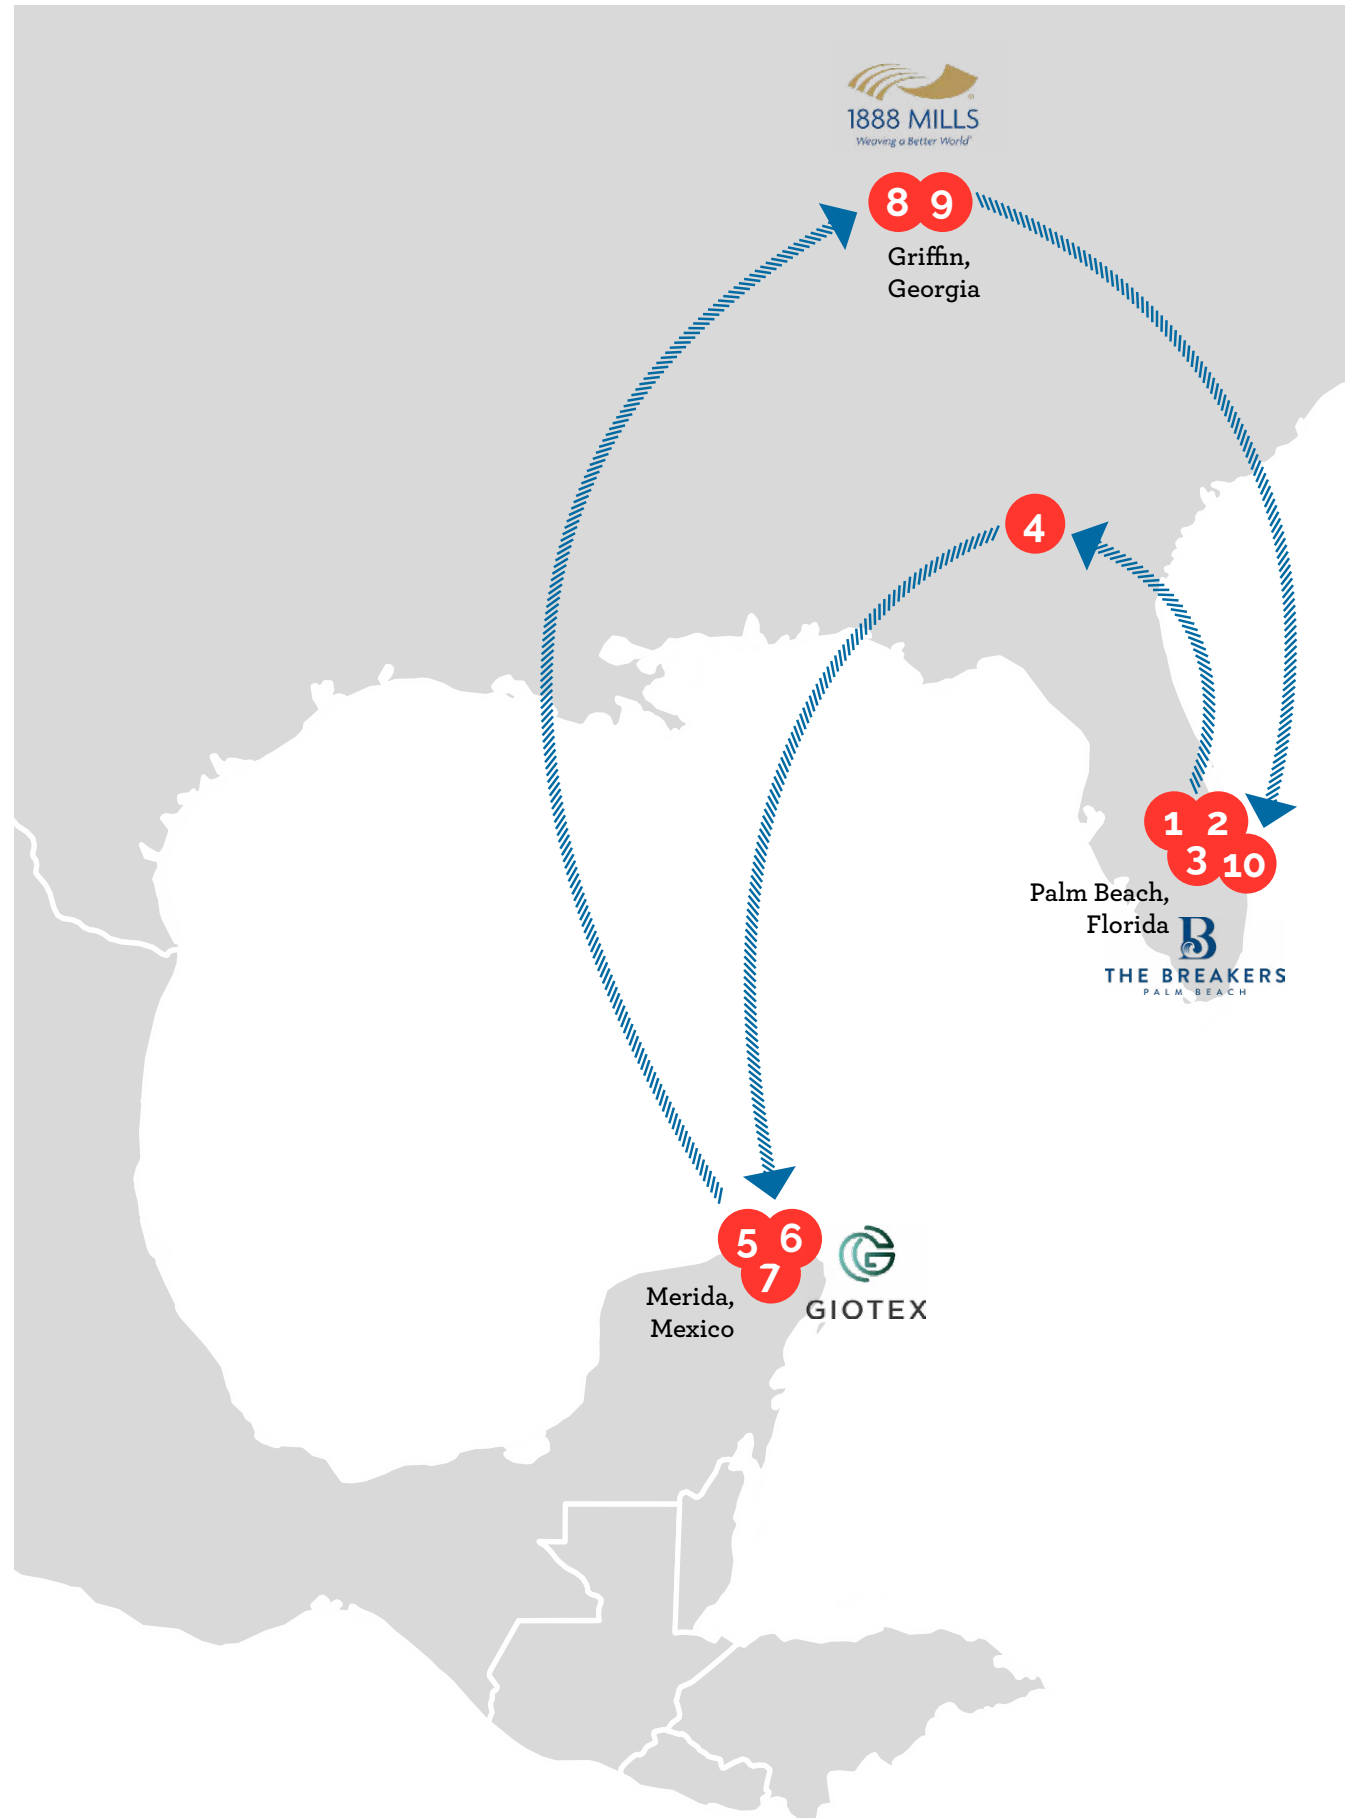 1888 MILLS
Weaving a Better World®
8 9
Griffin,
Georgia
4
1 2
3 10
Palm Beach,
Florida
B
THE BREAKERS
PALM BEACH
5 6
7
G
GIOTEX
Merida,
Mexico